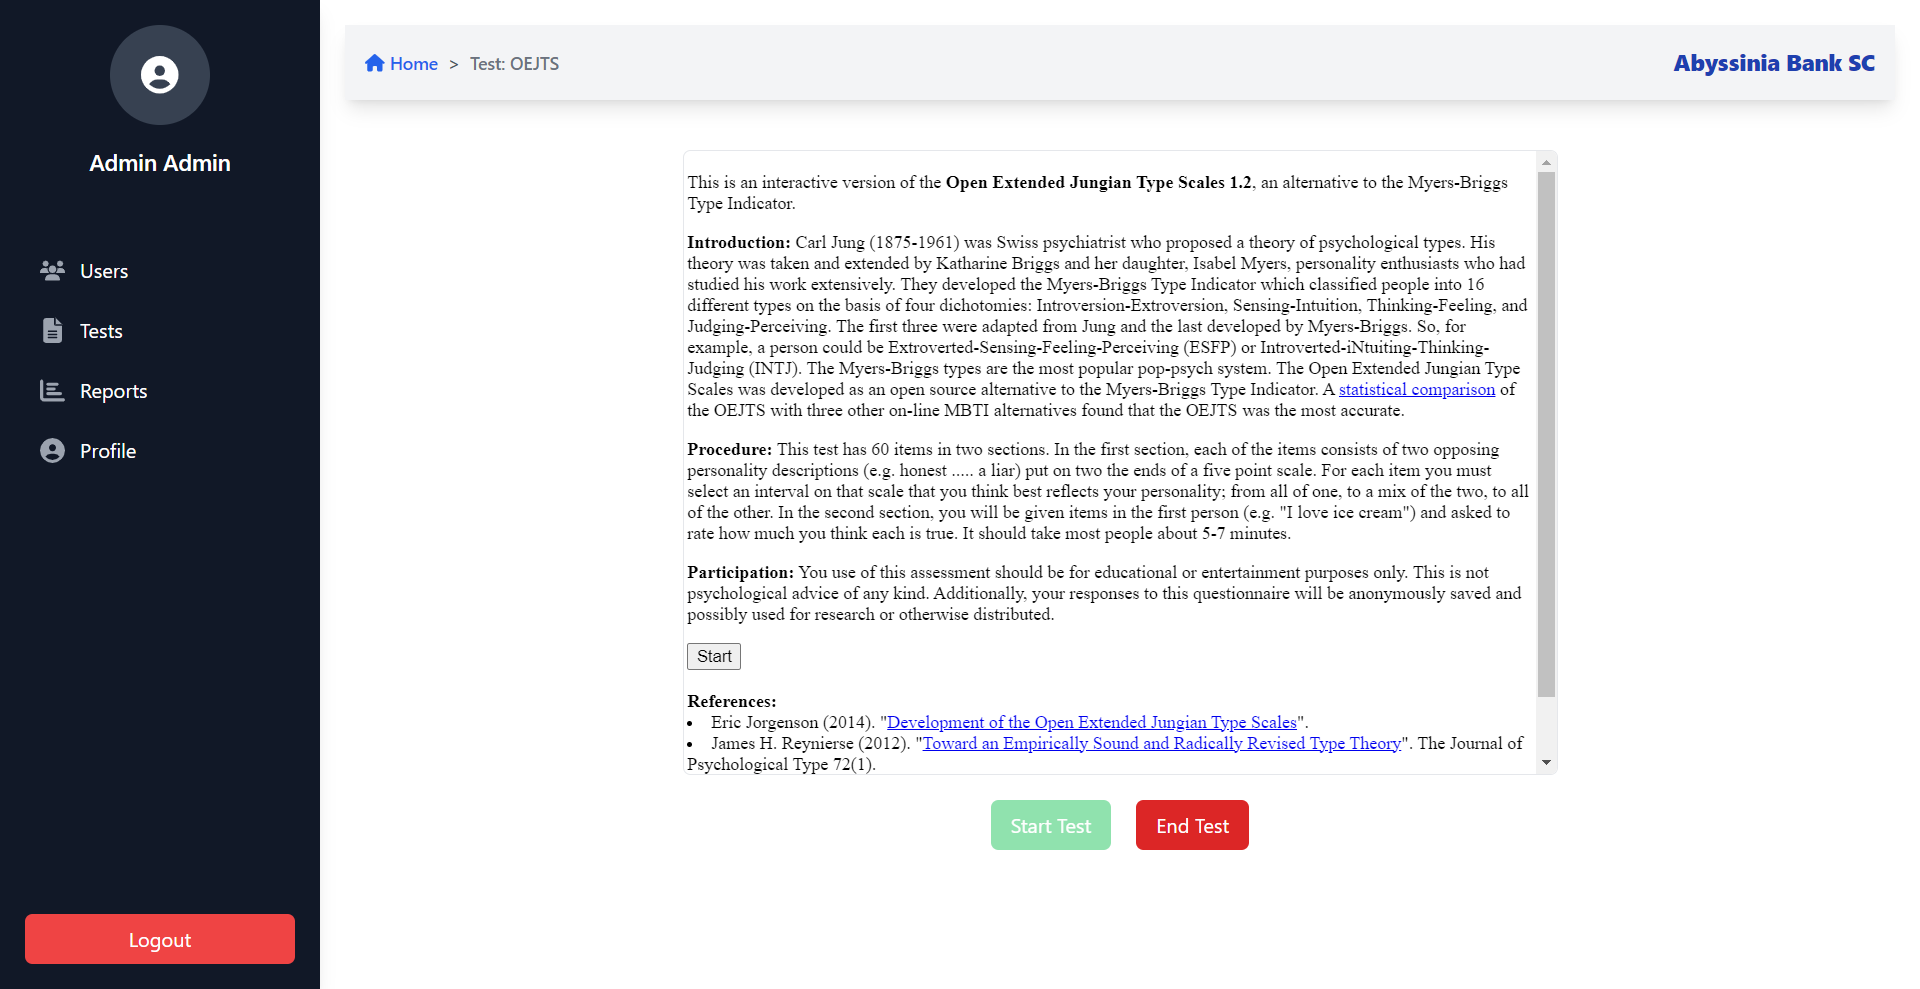 Admin Admin
Users
Tests
Reports
Profile
Logout
Home > Test: OEJTS
Abyssinia Bank SC
This is an interactive version of the Open Extended Jungian Type Scales 1.2, an alternative to the Myers-Briggs
Type Indicator.
Introduction: Carl Jung (1875-1961) was Swiss psychiatrist who proposed a theory of psychological types. His
theory was taken and extended by Katharine Briggs and her daughter, Isabel Myers, personality enthusiasts who had
studied his work extensively. They developed the Myers-Briggs Type Indicator which classified people into 16
different types on the basis of four dichotomies: Introversion-Extroversion, Sensing-Intuition, Thinking-Feeling, and
Judging-Perceiving. The first three were adapted from Jung and the last developed by Myers-Briggs. So, for
example, a person could be Extroverted-Sensing-Feeling-Perceiving (ESFP) or Introverted-iNtuiting-Thinking-
Judging (INTJ). The Myers-Briggs types are the most popular pop-psych system. The Open Extended Jungian Type
Scales was developed as an open source alternative to the Myers-Briggs Type Indicator. A statistical comparison of
the OEJTS with three other on-line MBTI alternatives found that the OEJTS was the most accurate.
Procedure: This test has 60 items in two sections. In the first section, each of the items consists of two opposing
personality descriptions (e.g. honest ..... a liar) put on two the ends of a five point scale. For each item you must
select an interval on that scale that you think best reflects your personality; from all of one, to a mix of the two, to all
of the other. In the second section, you will be given items in the first person (e.g. "I love ice cream") and asked to
rate how much you think each is true. It should take most people about 5-7 minutes.
Participation: You use of this assessment should be for educational or entertainment purposes only. This is not
psychological advice of any kind. Additionally, your responses to this questionnaire will be anonymously saved and
possibly used for research or otherwise distributed.
Start
References:
• Eric Jorgenson (2014). "Development of the Open Extended Jungian Type Scales".
• James H. Reynierse (2012). "Toward an Empirically Sound and Radically Revised Type Theory". The Journal of
Psychological Type 72(1).
Start Test
End Test